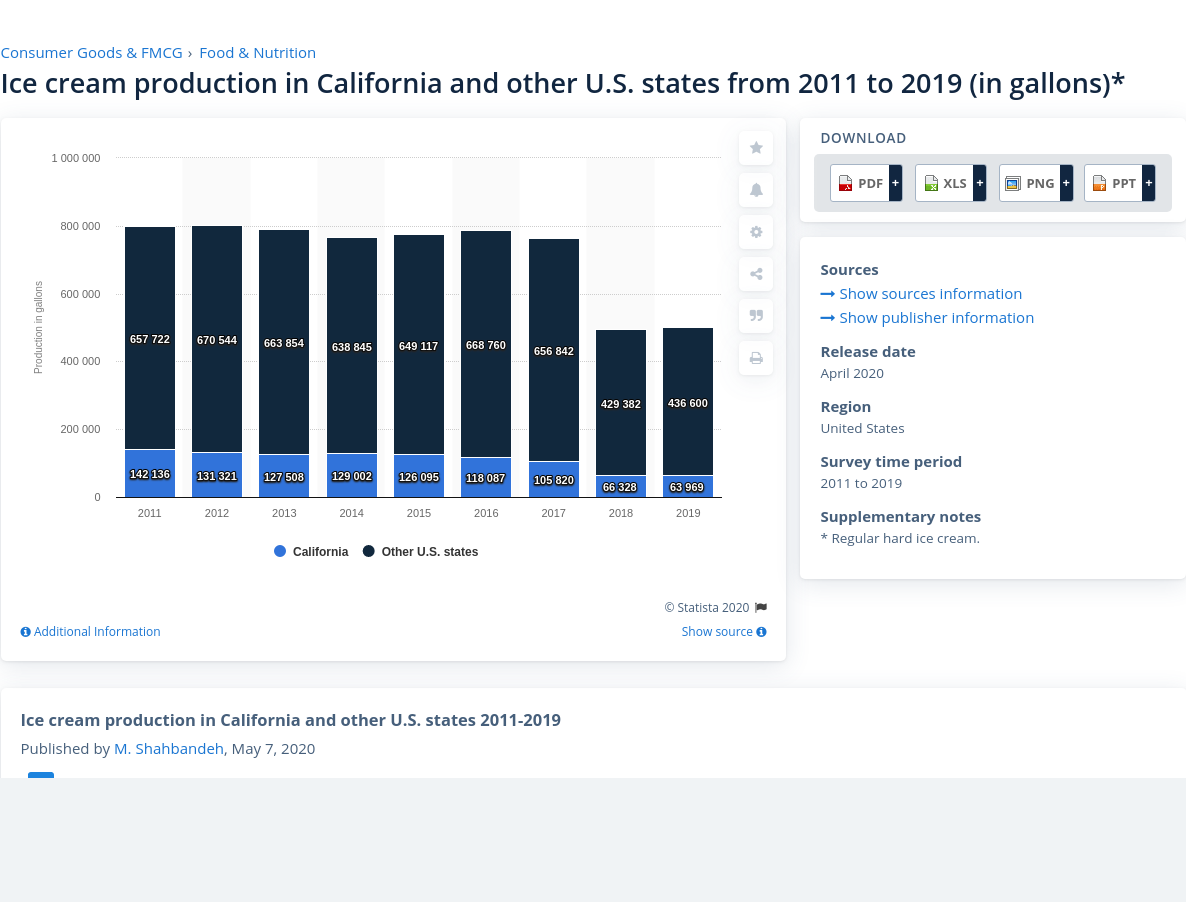 Consumer Goods & FMCG › Food & Nutrition
Ice cream production in California and other U.S. states from 2011 to 2019 (in gallons)*
Production in gallons
1 000 000
800 000
600 000
400 000
200 000
0
657 722
670 544
663 854
638 845
649 117
668 760
656 842
429 382
436 600
142 136
131 321
127 508
129 002
126 095
118 087
105 820
66 328
63 969
2011
2012
2013
2014
2015
2016
2017
2018
2019
California
Other U.S. states
© Statista 2020
Additional Information
Show source
DOWNLOAD
PDF +
XLS +
PNG +
PPT +
Sources
Show sources information
Show publisher information
Release date
April 2020
Region
United States
Survey time period
2011 to 2019
Supplementary notes
* Regular hard ice cream.
Ice cream production in California and other U.S. states 2011-2019
Published by M. Shahbandeh, May 7, 2020